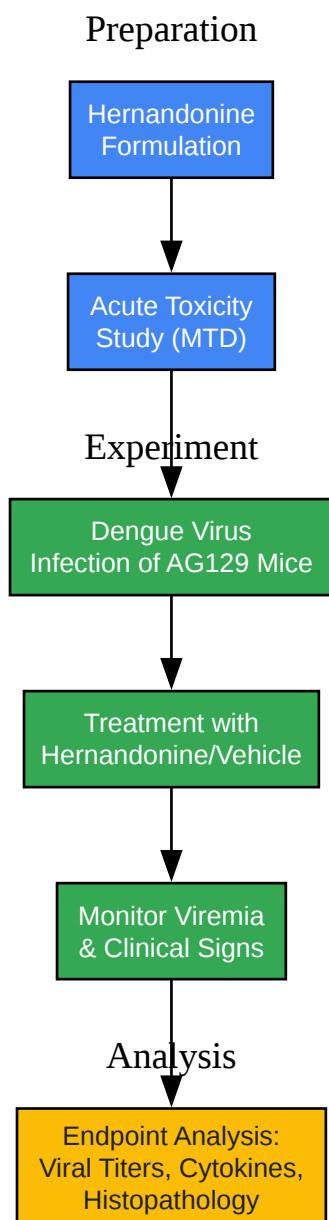 Preparation
Hernandonine
Formulation
Acute Toxicity
Study (MTD)
Experiment
Dengue Virus
Infection of AG129 Mice
Treatment with
Hernandonine/Vehicle
Monitor Viremia
& Clinical Signs
Analysis
Endpoint Analysis:
Viral Titers, Cytokines,
Histopathology